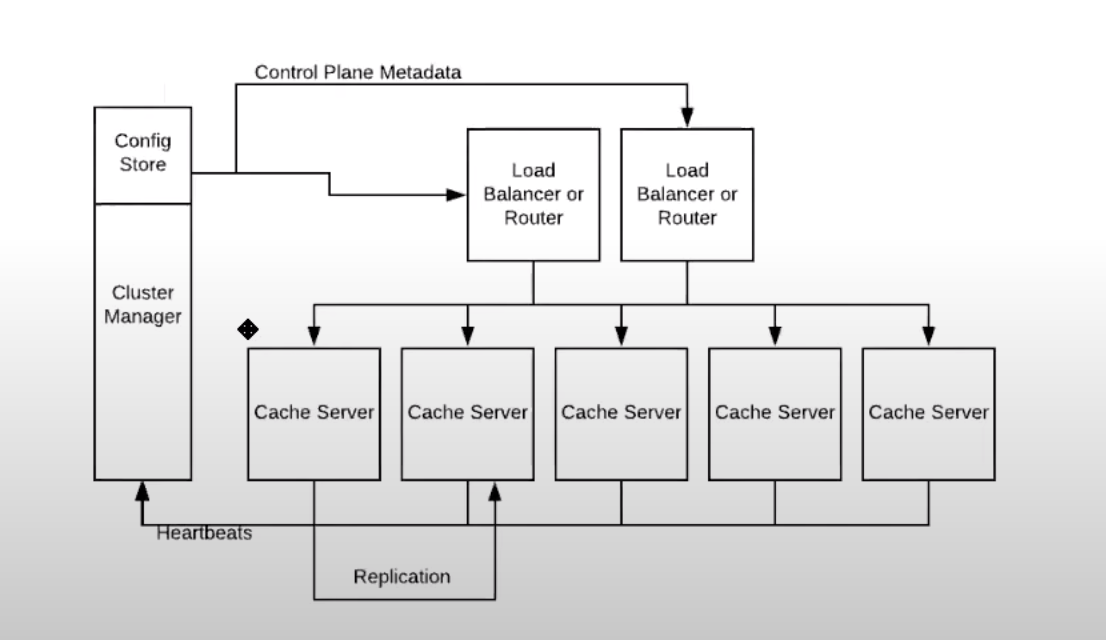 Control Plane Metadata
Config
Store
Load
Balancer or
Router
Load
Balancer or
Router
Cluster
Manager
Cache Server
Cache Server
Cache Server
Cache Server
Cache Server
Heartbeats
Replication